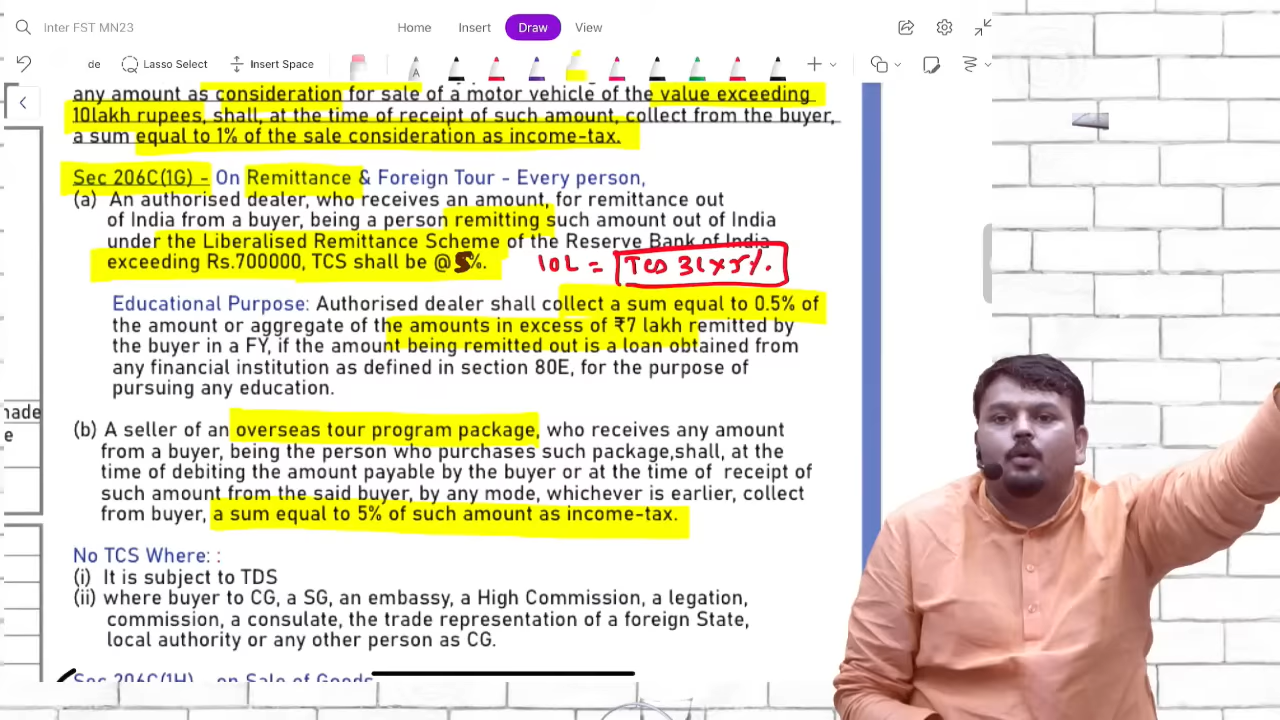 Inter FST MN23
Home Insert Draw View
de Lasso Select Insert Space A
any amount as consideration for sale of a motor vehicle of the value exceeding
10lakh rupees, shall, at the time of receipt of such amount, collect from the buyer,
a sum equal to 1% of the sale consideration as income-tax.
Sec 206C(1G) - On Remittance & Foreign Tour - Every person,
(a) An authorised dealer, who receives an amount, for remittance out
of India from a buyer, being a person remitting such amount out of India
under the Liberalised Remittance Scheme of the Reserve Bank of India
exceeding Rs.700000, TCS shall be @5%. 10L = TCS 3L x 5%.
Educational Purpose: Authorised dealer shall collect a sum equal to 0.5% of
the amount or aggregate of the amounts in excess of ₹7 lakh remitted by
the buyer in a FY, if the amount being remitted out is a loan obtained from
any financial institution as defined in section 80E, for the purpose of
pursuing any education.
(b) A seller of an overseas tour program package, who receives any amount
from a buyer, being the person who purchases such package,shall, at the
time of debiting the amount payable by the buyer or at the time of receipt of
such amount from the said buyer, by any mode, whichever is earlier, collect
from buyer, a sum equal to 5% of such amount as income-tax.
No TCS Where: :
(i) It is subject to TDS
(ii) where buyer to CG, a SG, an embassy, a High Commission, a legation,
commission, a consulate, the trade representation of a foreign State,
local authority or any other person as CG.
Sec 206C(1H) - on Sale of Goods